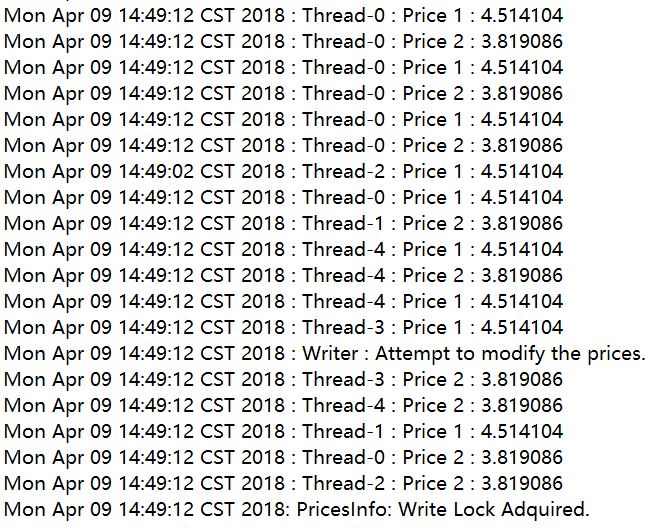 Mon Apr 09 14:49:12 CST 2018 : Thread-0 : Price 1 : 4.514104
Mon Apr 09 14:49:12 CST 2018 : Thread-0 : Price 2 : 3.819086
Mon Apr 09 14:49:12 CST 2018 : Thread-0 : Price 1 : 4.514104
Mon Apr 09 14:49:12 CST 2018 : Thread-0 : Price 2 : 3.819086
Mon Apr 09 14:49:12 CST 2018 : Thread-0 : Price 1 : 4.514104
Mon Apr 09 14:49:12 CST 2018 : Thread-0 : Price 2 : 3.819086
Mon Apr 09 14:49:02 CST 2018 : Thread-2 : Price 1 : 4.514104
Mon Apr 09 14:49:12 CST 2018 : Thread-0 : Price 1 : 4.514104
Mon Apr 09 14:49:12 CST 2018 : Thread-1 : Price 2 : 3.819086
Mon Apr 09 14:49:12 CST 2018 : Thread-4 : Price 1 : 4.514104
Mon Apr 09 14:49:12 CST 2018 : Thread-4 : Price 2 : 3.819086
Mon Apr 09 14:49:12 CST 2018 : Thread-4 : Price 1 : 4.514104
Mon Apr 09 14:49:12 CST 2018 : Thread-3 : Price 1 : 4.514104
Mon Apr 09 14:49:12 CST 2018 : Writer : Attempt to modify the prices.
Mon Apr 09 14:49:12 CST 2018 : Thread-3 : Price 2 : 3.819086
Mon Apr 09 14:49:12 CST 2018 : Thread-4 : Price 2 : 3.819086
Mon Apr 09 14:49:12 CST 2018 : Thread-1 : Price 1 : 4.514104
Mon Apr 09 14:49:12 CST 2018 : Thread-0 : Price 2 : 3.819086
Mon Apr 09 14:49:12 CST 2018 : Thread-2 : Price 2 : 3.819086
Mon Apr 09 14:49:12 CST 2018: PricesInfo: Write Lock Adquired.